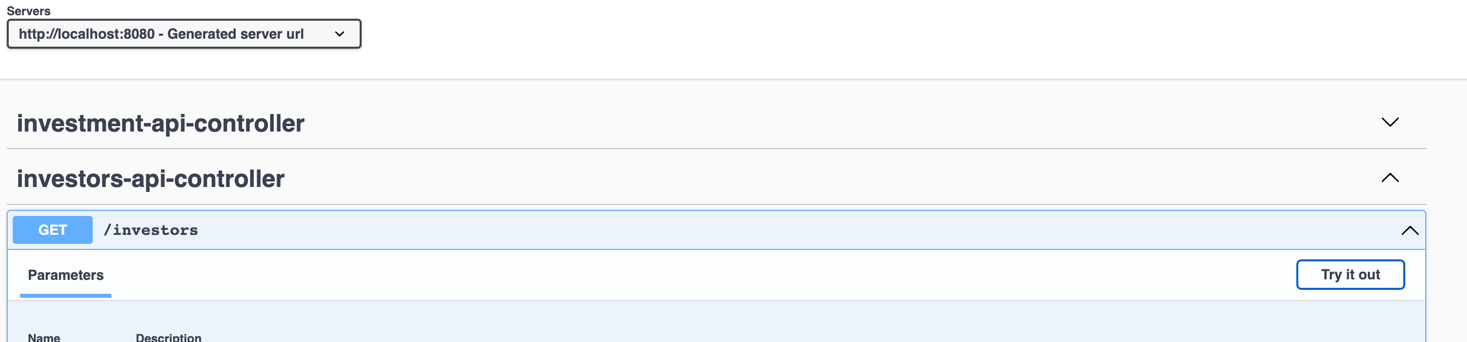 Servers
http://localhost:8080 - Generated server url
investment-api-controller
investors-api-controller
GET /investors
Parameters Try it out
Name Description